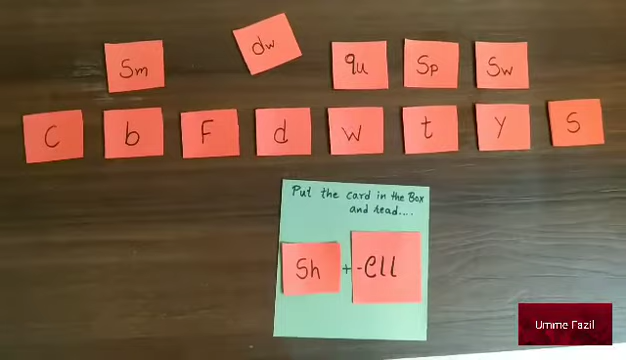 Sm dw qu Sp Sw
C b F d w t y S
Put the card in the Box
and read....
Sh + -ell
Umme Fazil